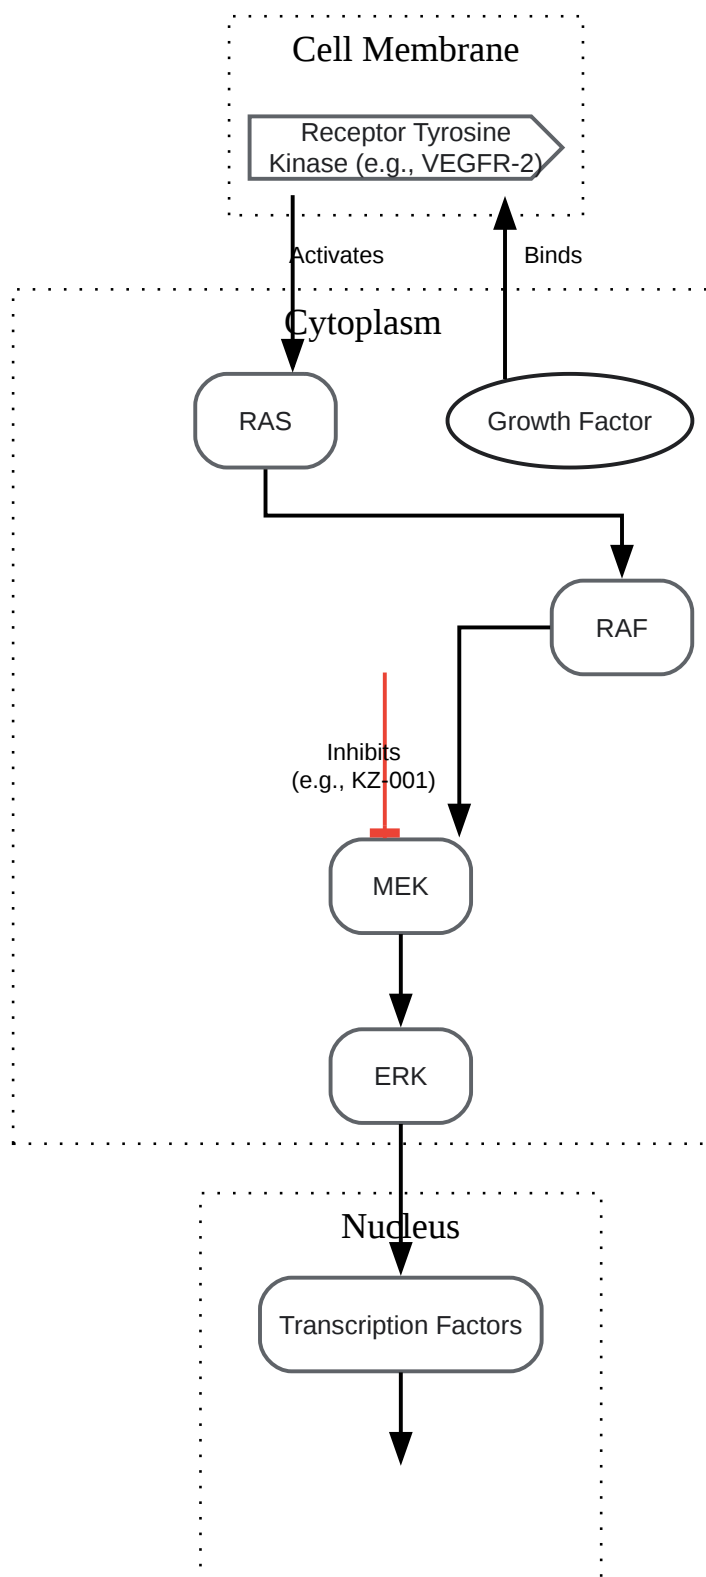 Cell Membrane
Receptor Tyrosine
Kinase (e.g., VEGFR-2)
Activates
Binds
Cytoplasm
RAS
Growth Factor
RAF
Inhibits
(e.g., KZ-001)
MEK
ERK
Nucleus
Transcription Factors